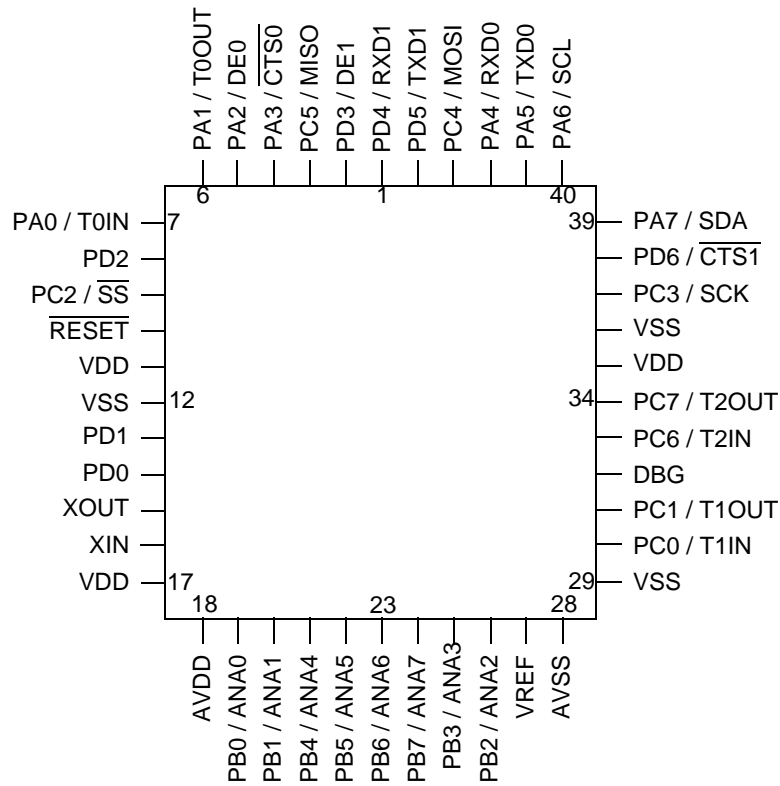 PA1 / T0OUT
PA2 / DE0
PA3 / CTS0
PC5 / MISO
PD3 / DE1
PD4 / RXD1
PD5 / TXD1
PC4 / MOSI
PA4 / RXD0
PA5 / TXD0
PA6 / SCL
6
1
40
PA0 / T0IN
7
39
PA7 / SDA
PD2
PD6 / CTS1
PC2 / SS
PC3 / SCK
RESET
VSS
VDD
VDD
VSS
12
34
PC7 / T2OUT
PD1
PC6 / T2IN
PD0
DBG
XOUT
PC1 / T1OUT
XIN
PC0 / T1IN
VDD
17
29
VSS
18
23
28
AVDD
PB0 / ANA0
PB1 / ANA1
PB4 / ANA4
PB5 / ANA5
PB6 / ANA6
PB7 / ANA7
PB3 / ANA3
PB2 / ANA2
VREF
AVSS